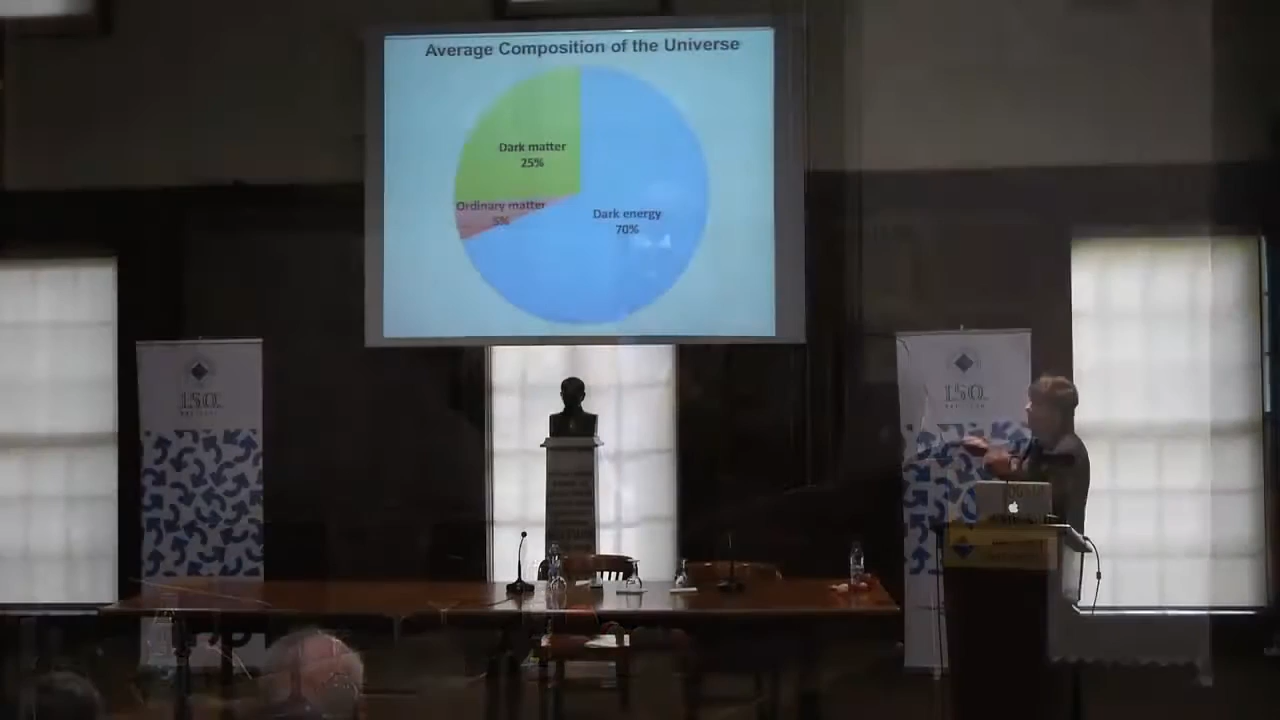 Average Composition of the Universe
Dark matter
25%
Ordinary matter
5%
Dark energy
70%
150
150